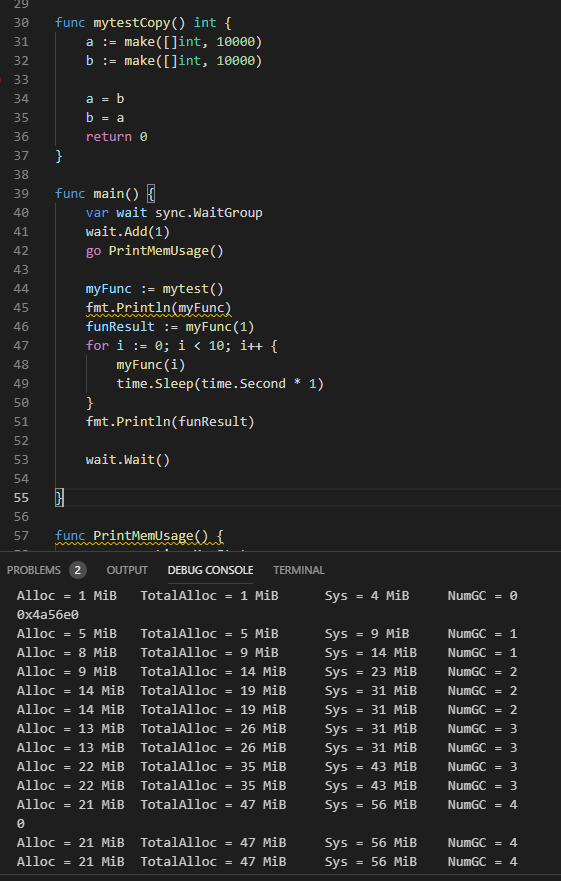 29
30 func mytestCopy() int {
31     a := make([]int, 10000)
32     b := make([]int, 10000)
33
34     a = b
35     b = a
36     return 0
37 }
38
39 func main() {
40     var wait sync.WaitGroup
41     wait.Add(1)
42     go PrintMemUsage()
43
44     myFunc := mytest()
45     fmt.Println(myFunc)
46     funResult := myFunc(1)
47     for i := 0; i < 10; i++ {
48         myFunc(i)
49         time.Sleep(time.Second * 1)
50     }
51     fmt.Println(funResult)
52
53     wait.Wait()
54
55 }
56
57 func PrintMemUsage() {
PROBLEMS 2 OUTPUT DEBUG CONSOLE TERMINAL
Alloc = 1 MiB TotalAlloc = 1 MiB Sys = 4 MiB NumGC = 0
0x4a56e0
Alloc = 5 MiB TotalAlloc = 5 MiB Sys = 9 MiB NumGC = 1
Alloc = 8 MiB TotalAlloc = 9 MiB Sys = 14 MiB NumGC = 1
Alloc = 9 MiB TotalAlloc = 14 MiB Sys = 23 MiB NumGC = 2
Alloc = 14 MiB TotalAlloc = 19 MiB Sys = 31 MiB NumGC = 2
Alloc = 14 MiB TotalAlloc = 19 MiB Sys = 31 MiB NumGC = 2
Alloc = 13 MiB TotalAlloc = 26 MiB Sys = 31 MiB NumGC = 3
Alloc = 13 MiB TotalAlloc = 26 MiB Sys = 31 MiB NumGC = 3
Alloc = 22 MiB TotalAlloc = 35 MiB Sys = 43 MiB NumGC = 3
Alloc = 22 MiB TotalAlloc = 35 MiB Sys = 43 MiB NumGC = 3
Alloc = 21 MiB TotalAlloc = 47 MiB Sys = 56 MiB NumGC = 4
0
Alloc = 21 MiB TotalAlloc = 47 MiB Sys = 56 MiB NumGC = 4
Alloc = 21 MiB TotalAlloc = 47 MiB Sys = 56 MiB NumGC = 4